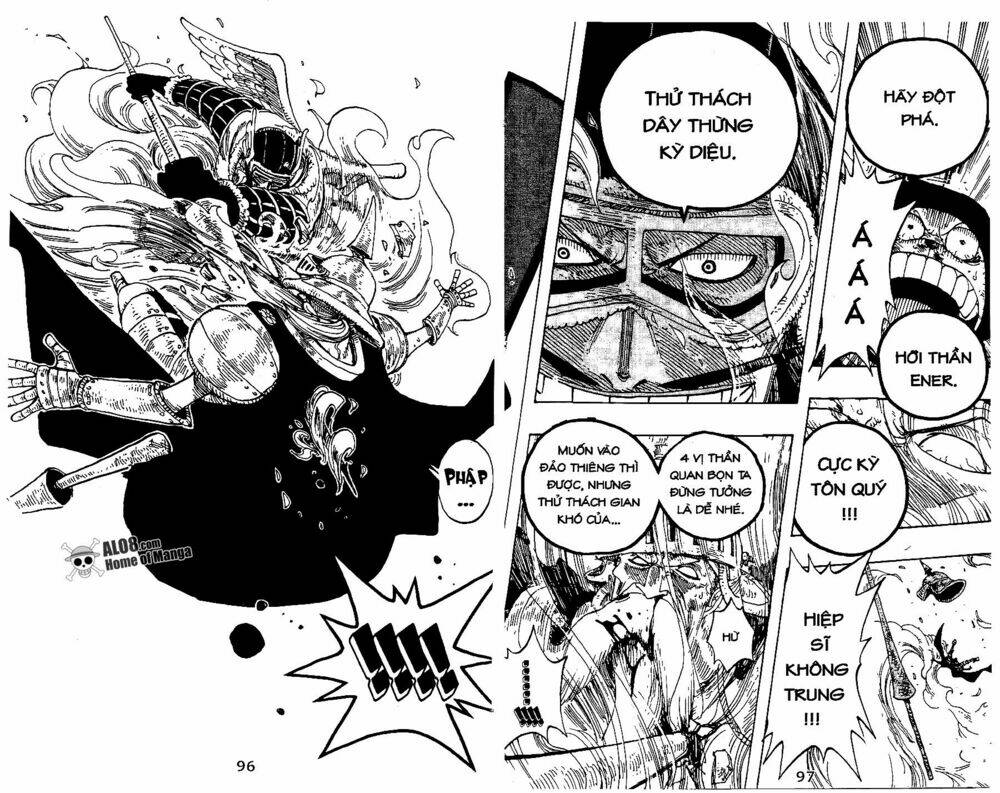 PHẬP
...
!!!!
ALO8.com
Home of Manga
96
HÃY ĐỘT
PHÁ.
Á
Á
Á
HỠI THẦN
ENER.
THỬ THÁCH
DÂY THỪNG
KỲ DIỆU.
CỰC KỲ
TÔN QUÝ
!!!
4 VỊ THẦN
QUAN BỌN TA
ĐỪNG TƯỞNG
LÀ DỄ NHÉ.
MUỐN VÀO
ĐẢO THIÊNG THÌ
ĐƯỢC, NHƯNG
THỬ THÁCH GIAN
KHÓ CỦA...
HIỆP
SĨ
KHÔNG
TRUNG
!!!
HỪ
97